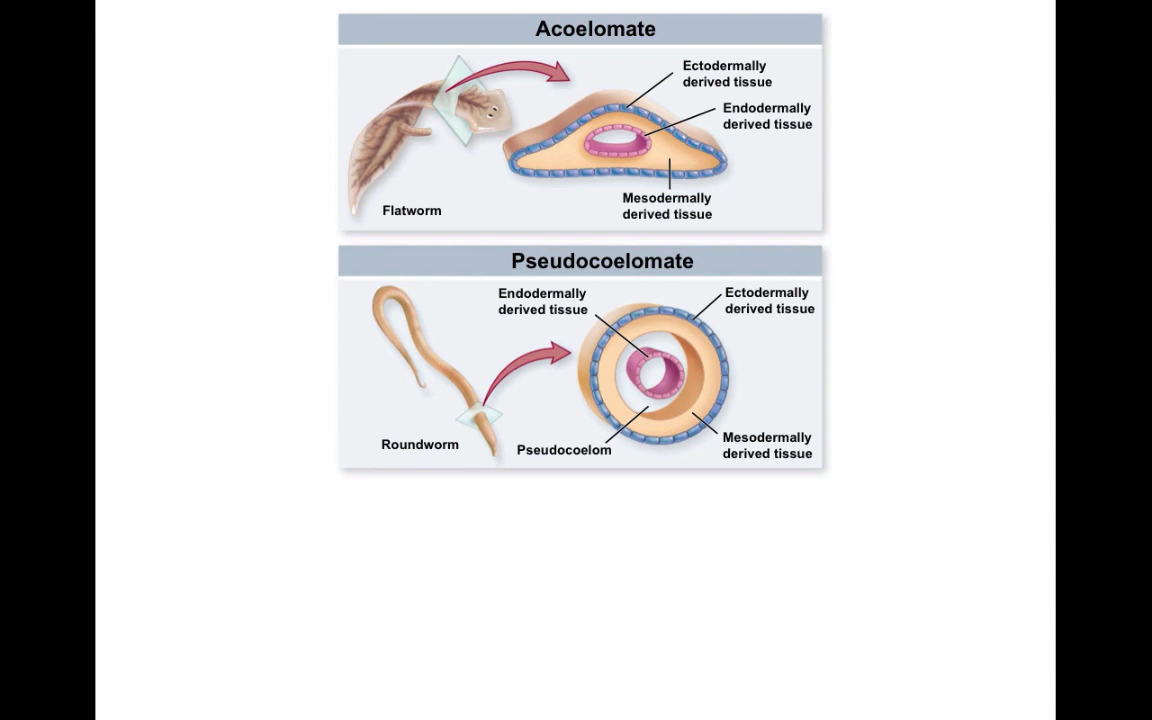 Acoelomate
Ectodermally
derived tissue
Endodermally
derived tissue
Mesodermally
derived tissue
Flatworm
Pseudocoelomate
Endodermally
derived tissue
Ectodermally
derived tissue
Roundworm
Pseudocoelom
Mesodermally
derived tissue